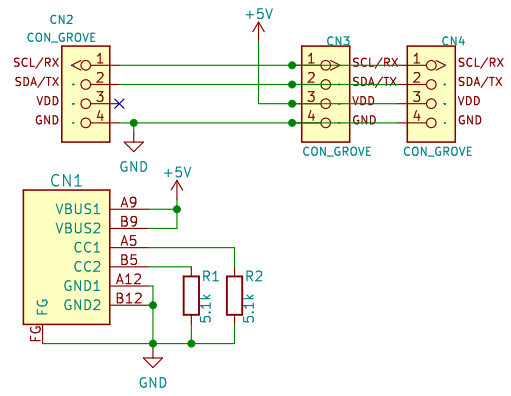 CN2
CON_GROVE
+5V
CN3
CN4
SCL/RX 1
SDA/TX 2
VDD 3
GND 4
1 SCL/RX
2 SDA/TX
3 VDD
4 GND
1 SCL/RX
2 SDA/TX
3 VDD
4 GND
CON_GROVE
CON_GROVE
GND
+5V
CN1
VBUS1 A9
VBUS2 B9
CC1 A5
CC2 B5
GND1 A12
GND2 B12
FG
FG
R1
5.1k
R2
5.1k
GND